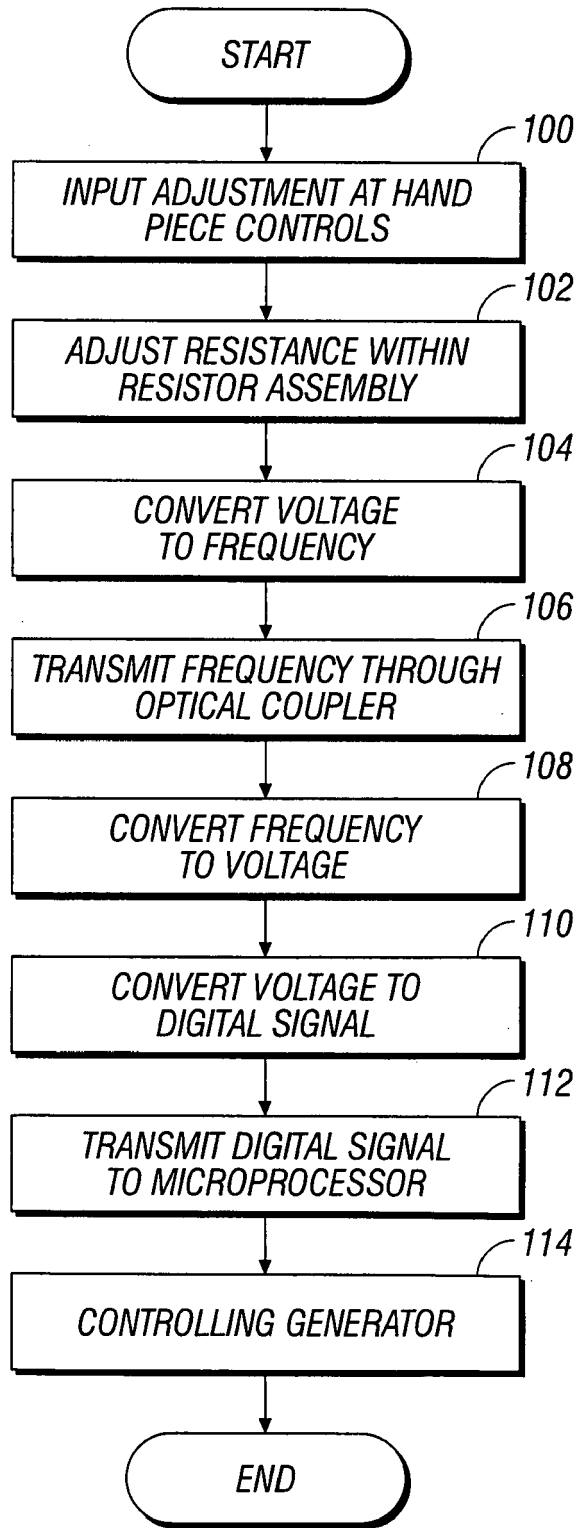 START
100
INPUT ADJUSTMENT AT HAND
PIECE CONTROLS
102
ADJUST RESISTANCE WITHIN
RESISTOR ASSEMBLY
104
CONVERT VOLTAGE
TO FREQUENCY
106
TRANSMIT FREQUENCY THROUGH
OPTICAL COUPLER
108
CONVERT FREQUENCY
TO VOLTAGE
110
CONVERT VOLTAGE TO
DIGITAL SIGNAL
112
TRANSMIT DIGITAL SIGNAL
TO MICROPROCESSOR
114
CONTROLLING GENERATOR
END